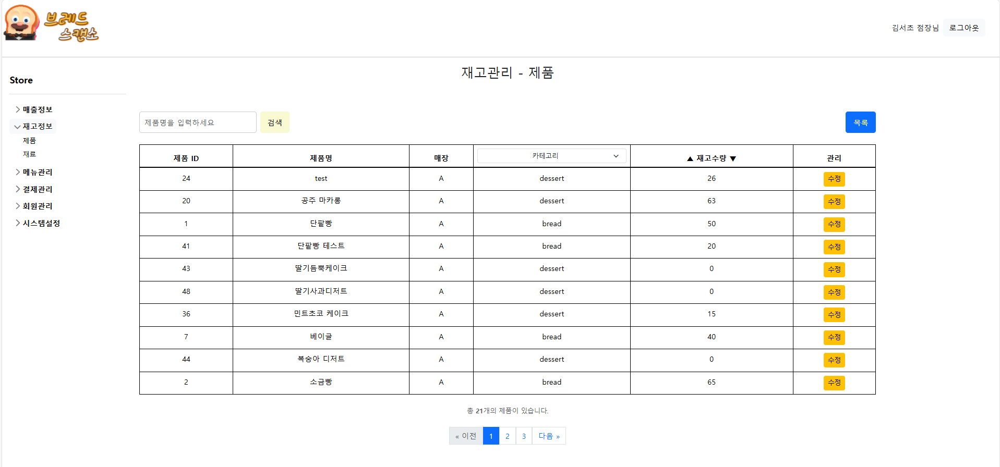 브레드
스캔소
김서초 점장님 로그아웃
Store
재고관리 - 제품
매출정보
재고정보
제품
재료
메뉴관리
결제관리
회원관리
시스템설정
제품명을 입력하세요 검색 목록
제품 ID 제품명 매장 카테고리 ▲ 재고수량 ▼ 관리
24 test A dessert 26 수정
20 공주 마카롱 A dessert 63 수정
1 단팥빵 A bread 50 수정
41 단팥빵 테스트 A bread 20 수정
43 딸기듬뿍케이크 A dessert 0 수정
48 딸기사과디저트 A dessert 0 수정
36 민트초코 케이크 A dessert 15 수정
7 베이글 A bread 40 수정
44 복숭아 디저트 A dessert 0 수정
2 소금빵 A bread 65 수정
총 21개의 제품이 있습니다.
« 이전 1 2 3 다음 »